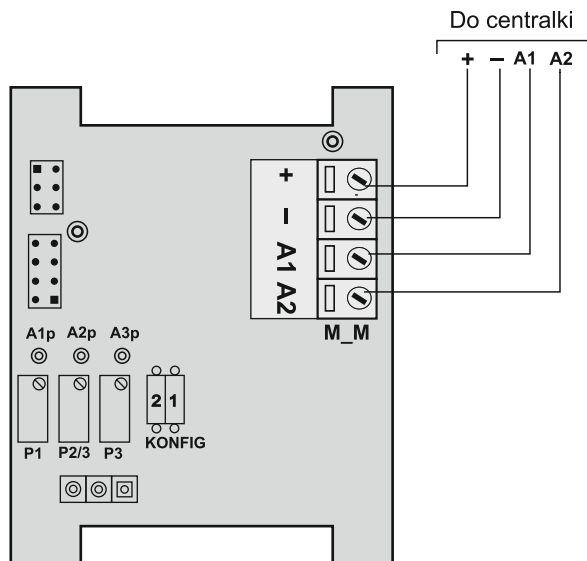 Do centralki
+ − A1 A2
+
−
A1
A2
M_M
A1p A2p A3p
2 1
KONFIG
P1 P2/3 P3